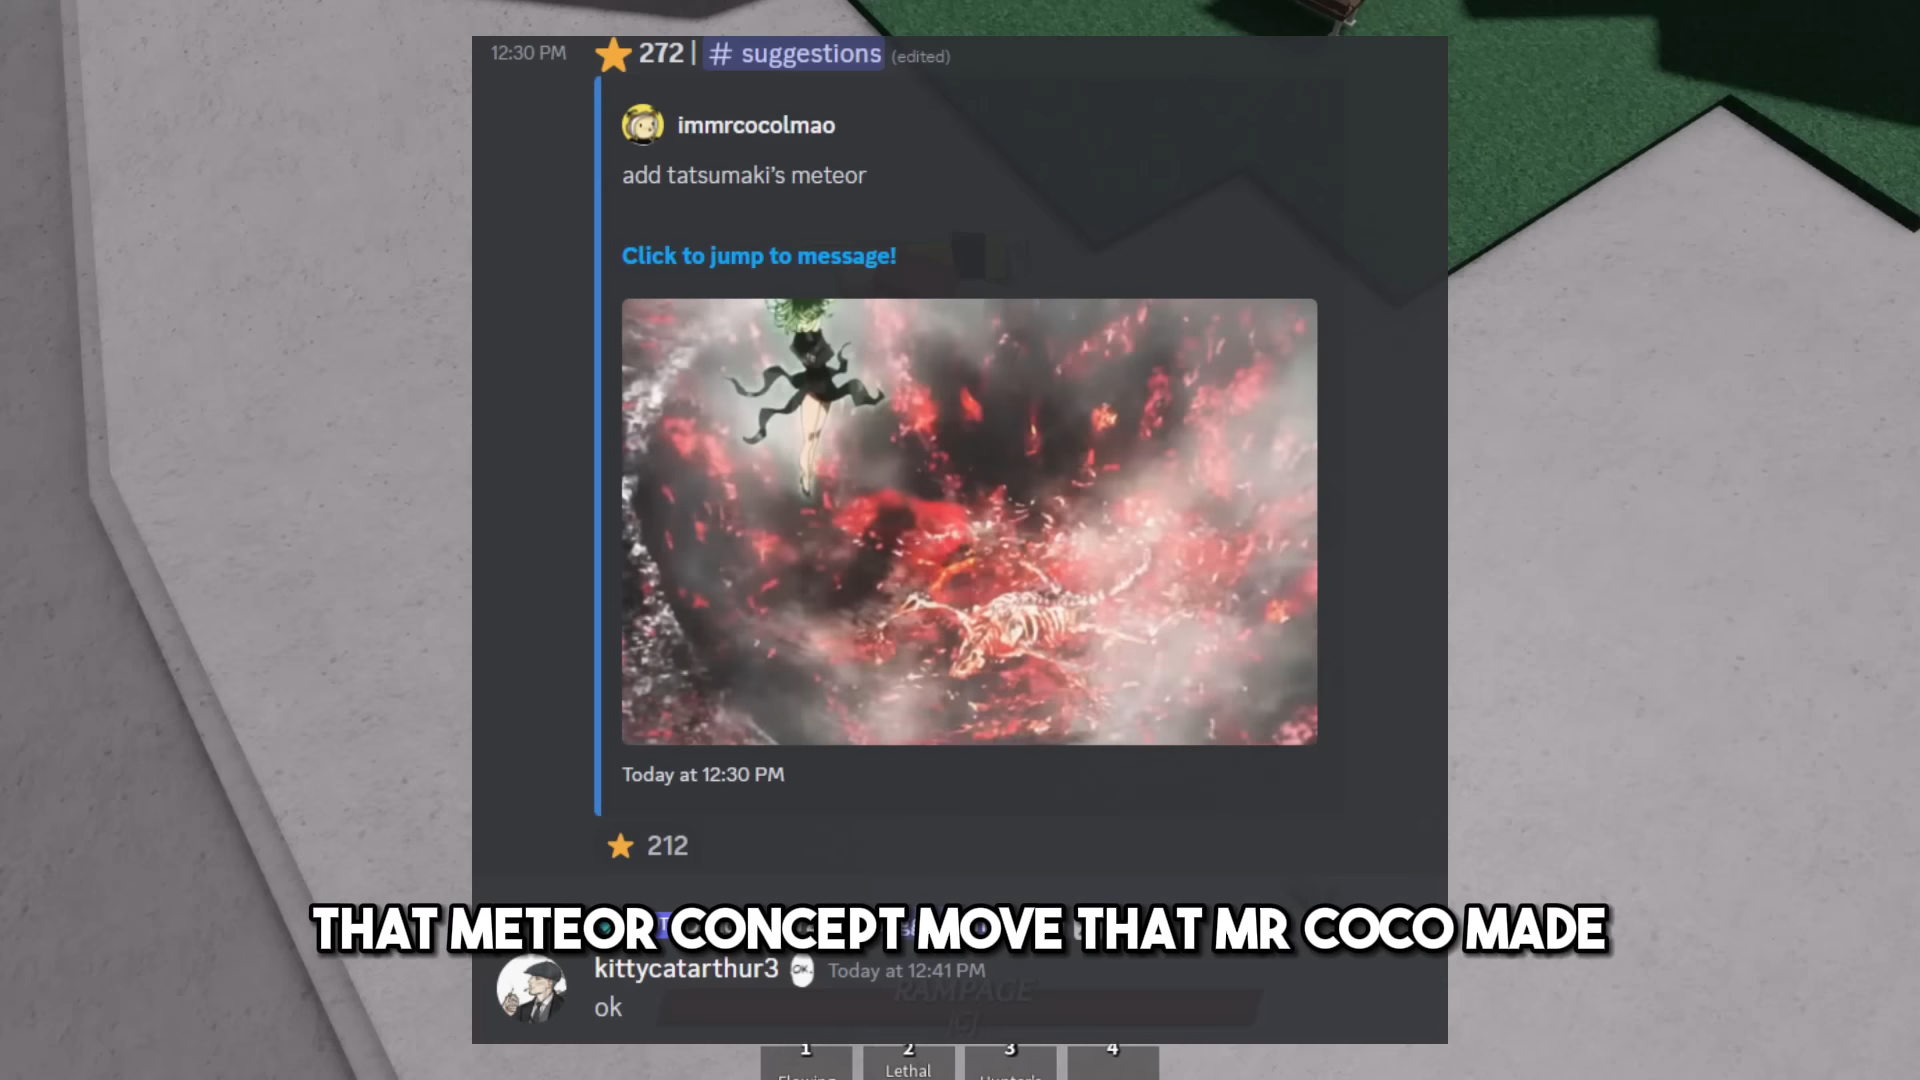 12:30 PM 272 | # suggestions (edited)
immrcocolmao
add tatsumaki's meteor
Click to jump to message!
Today at 12:30 PM
212
THAT METEOR CONCEPT MOVE THAT MR COCO MADE
kittycatarthur3 OK. Today at 12:41 PM
ok
RAMPAGE
[G]
1 2 3 4
Lethal